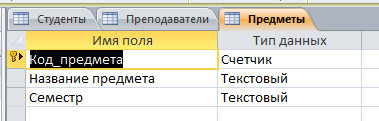 Студенты Преподаватели Предметы
Имя поля Тип данных
Код_предмета Счетчик
Название предмета Текстовый
Семестр Текстовый